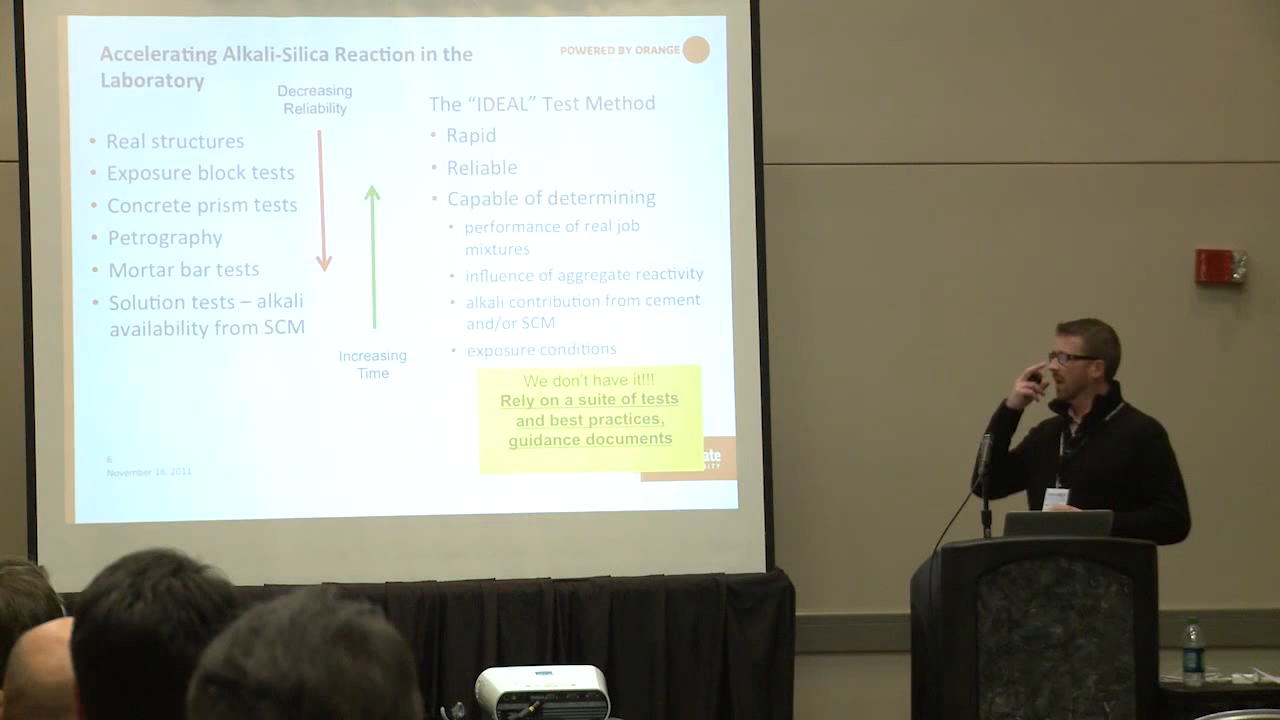 Accelerating Alkali-Silica Reaction in the
Laboratory
POWERED BY ORANGE
Decreasing
Reliability
• Real structures
• Exposure block tests
• Concrete prism tests
• Petrography
• Mortar bar tests
• Solution tests – alkali
availability from SCM
Increasing
Time
The “IDEAL” Test Method
• Rapid
• Reliable
• Capable of determining
• performance of real job
mixtures
• influence of aggregate reactivity
• alkali contribution from cement
and/or SCM
• exposure conditions
We don't have it!!!
Rely on a suite of tests
and best practices,
guidance documents
6
November 16, 2011